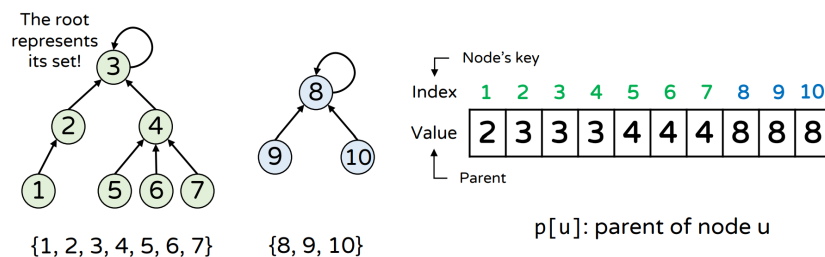 The root
represents
its set!
3
2
4
1
5
6
7
{1, 2, 3, 4, 5, 6, 7}
8
9
10
{8, 9, 10}
Node's key
Index 1 2 3 4 5 6 7 8 9 10
Value 2 3 3 3 4 4 4 8 8 8
Parent
p[u]: parent of node u